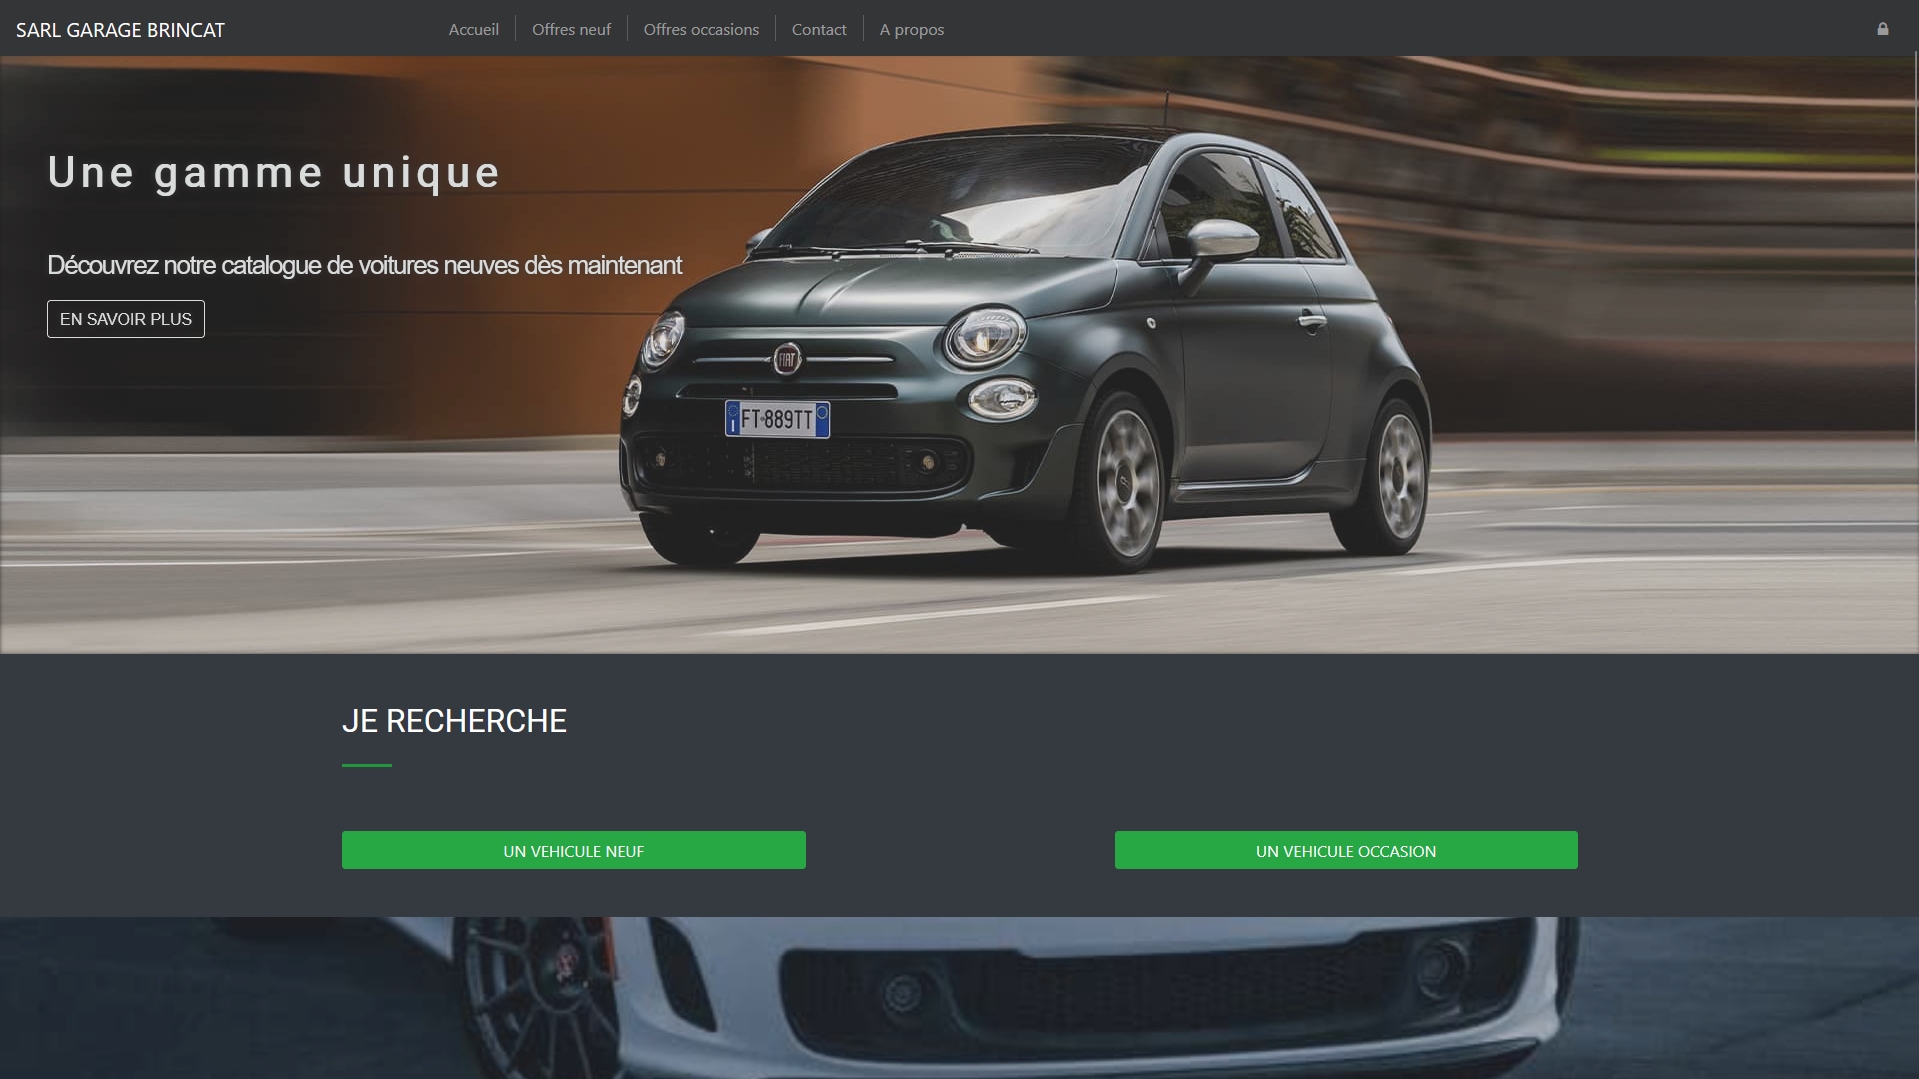 SARL GARAGE BRINCAT
Accueil
Offres neuf
Offres occasions
Contact
A propos
Une gamme unique
Découvrez notre catalogue de voitures neuves dès maintenant
EN SAVOIR PLUS
FIAT
FT 889TT
I
JE RECHERCHE
UN VEHICULE NEUF
UN VEHICULE OCCASION